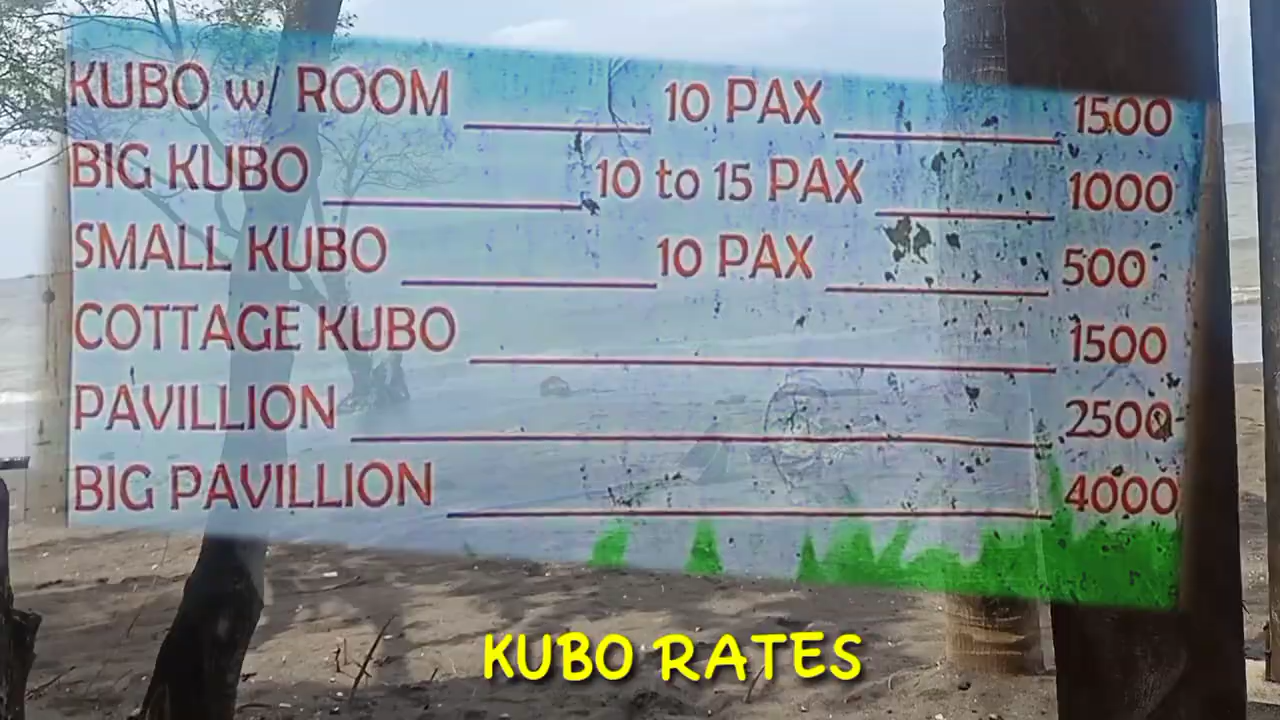 KUBO w/ ROOM 10 PAX 1500
BIG KUBO 10 to 15 PAX 1000
SMALL KUBO 10 PAX 500
COTTAGE KUBO 1500
PAVILLION 2500
BIG PAVILLION 4000
KUBO RATES